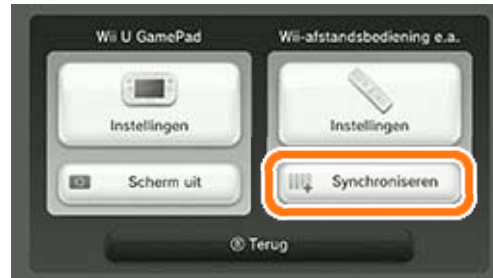 Wii U GamePad
Instellingen
Scherm uit
Wii-afstandsbediening e.a.
Instellingen
Synchroniseren
Ⓑ Terug